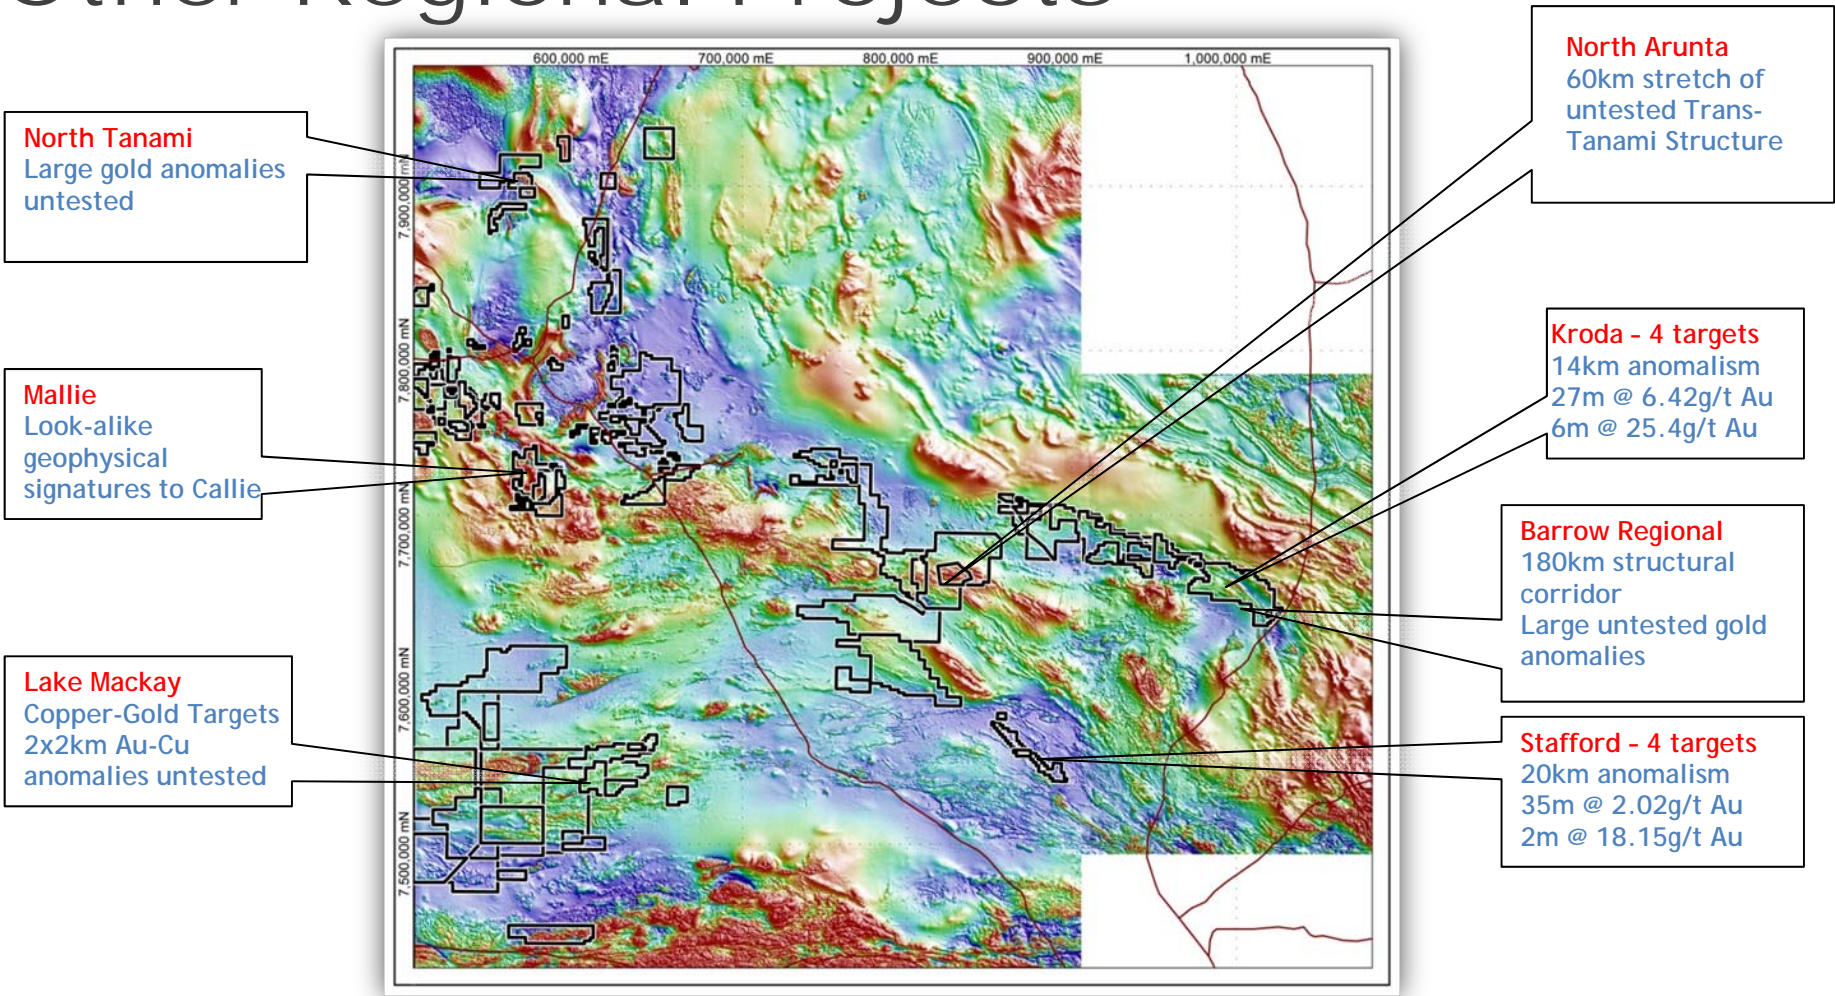 Other Regional Projects
600,000 mE
700,000 mE
800,000 mE
900,000 mE
1,000,000 mE
7,900,000 mN
7,800,000 mN
7,700,000 mN
7,600,000 mN
7,500,000 mN
North Tanami
Large gold anomalies
untested
Mallie
Look-alike
geophysical
signatures to Callie
Lake Mackay
Copper-Gold Targets
2x2km Au-Cu
anomalies untested
North Arunta
60km stretch of
untested Trans-
Tanami Structure
Kroda - 4 targets
14km anomalism
27m @ 6.42g/t Au
6m @ 25.4g/t Au
Barrow Regional
180km structural
corridor
Large untested gold
anomalies
Stafford - 4 targets
20km anomalism
35m @ 2.02g/t Au
2m @ 18.15g/t Au